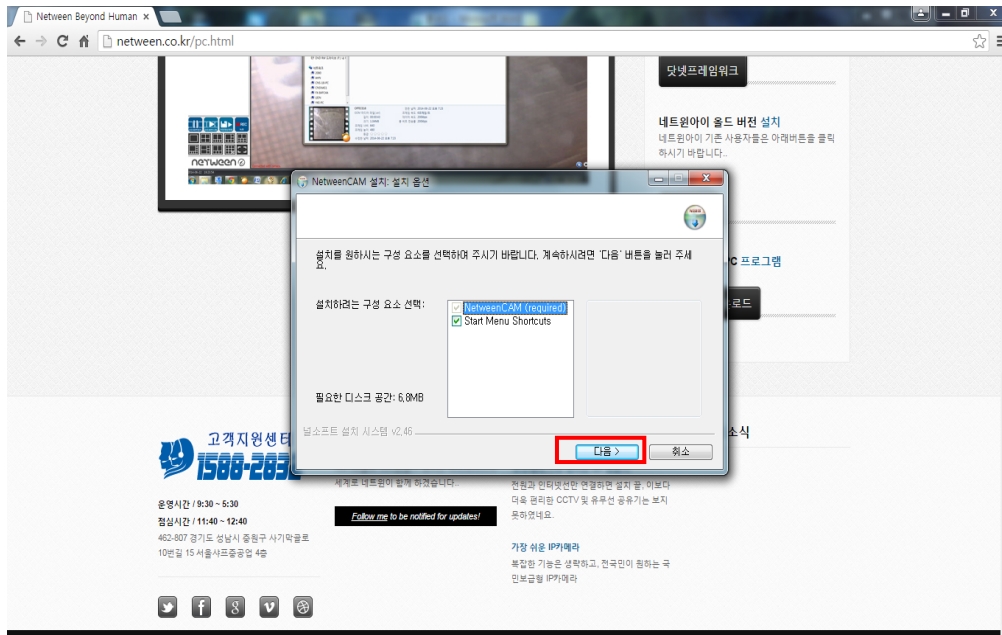 Netween Beyond Human
netween.co.kr/pc.html
닷넷프레임워크
네트윈아이 올드 버전 설치
네트윈아이 기존 사용자들은 아래버튼을 클릭
하시기 바랍니다..
NETWEEN
NetweenCAM 설치: 설치 옵션
설치를 원하시는 구성 요소를 선택하여 주시기 바랍니다. 계속하시려면 '다음' 버튼을 눌러 주세
요.
PC 프로그램
로드
설치하려는 구성 요소 선택:
NetweenCAM (required)
Start Menu Shortcuts
필요한 디스크 공간: 6.8MB
널소프트 설치 시스템 v2.46
다음 >
취소
소식
고객지원센터
1588-283
운영시간 / 9:30 ~ 6:30
점심시간 / 11:40 ~ 12:40
462-807 경기도 성남시 중원구 사기막골로
10번길 15 서울샤프중공업 4층
세계로 네트윈이 함께 하겠습니다..
Follow me to be notified for updates!
전원과 인터넷선만 연결하면 설치 끝, 이보다
더욱 편리한 CCTV 및 유무선 공유기는 보지
못하였네요.
가장 쉬운 IP카메라
복잡한 기능은 생략하고, 전국민이 원하는 국
민보급형 IP카메라